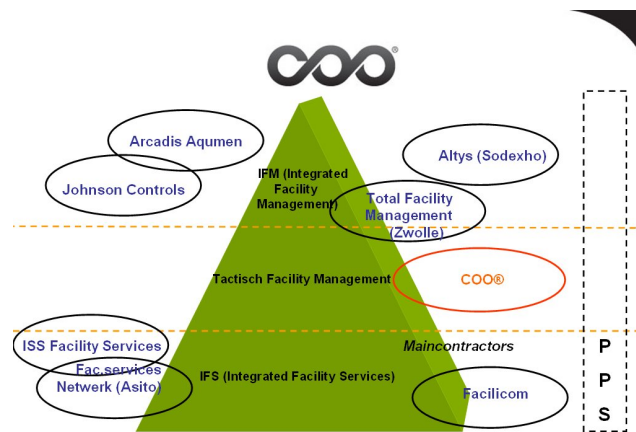 COO®
Arcadis Aqumen
Altys (Sodexho)
Johnson Controls
IFM (Integrated
Facility
Management)
Total Facility
Management
(Zwolle)
Tactisch Facility Management
COO®
ISS Facility Services
Maincontractors
Fac.services
Netwerk (Asito)
IFS (Integrated Facility Services)
Facilicom
P
P
S